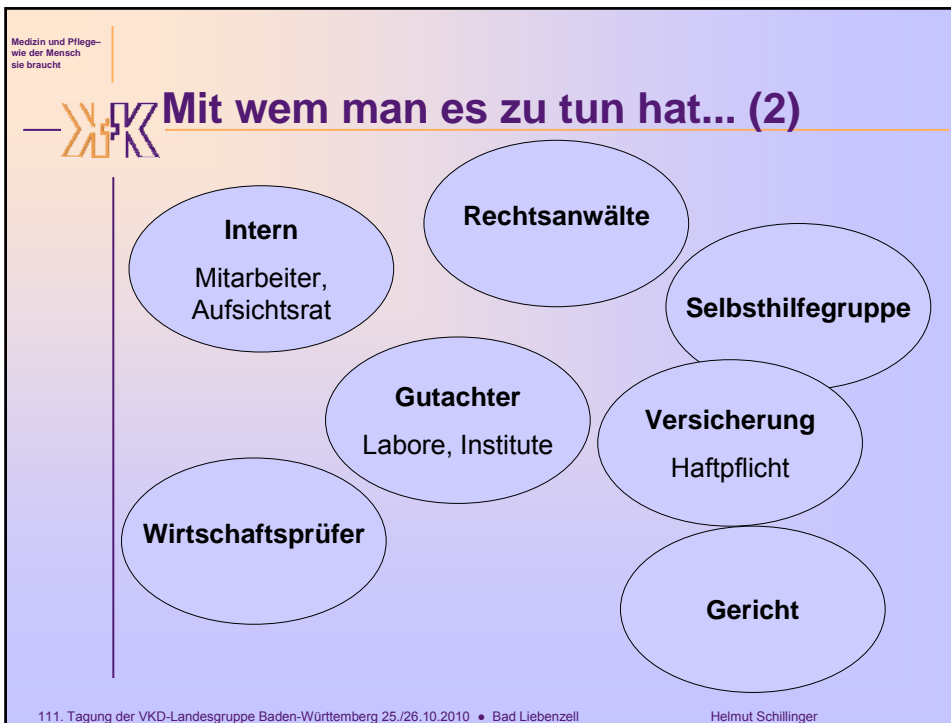 Medizin und Pflege–
wie der Mensch
sie braucht
Mit wem man es zu tun hat... (2)
Intern
Mitarbeiter,
Aufsichtsrat
Rechtsanwälte
Selbsthilfegruppe
Gutachter
Labore, Institute
Versicherung
Haftpflicht
Wirtschaftsprüfer
Gericht
111. Tagung der VKD-Landesgruppe Baden-Württemberg 25./26.10.2010 ● Bad Liebenzell Helmut Schillinger